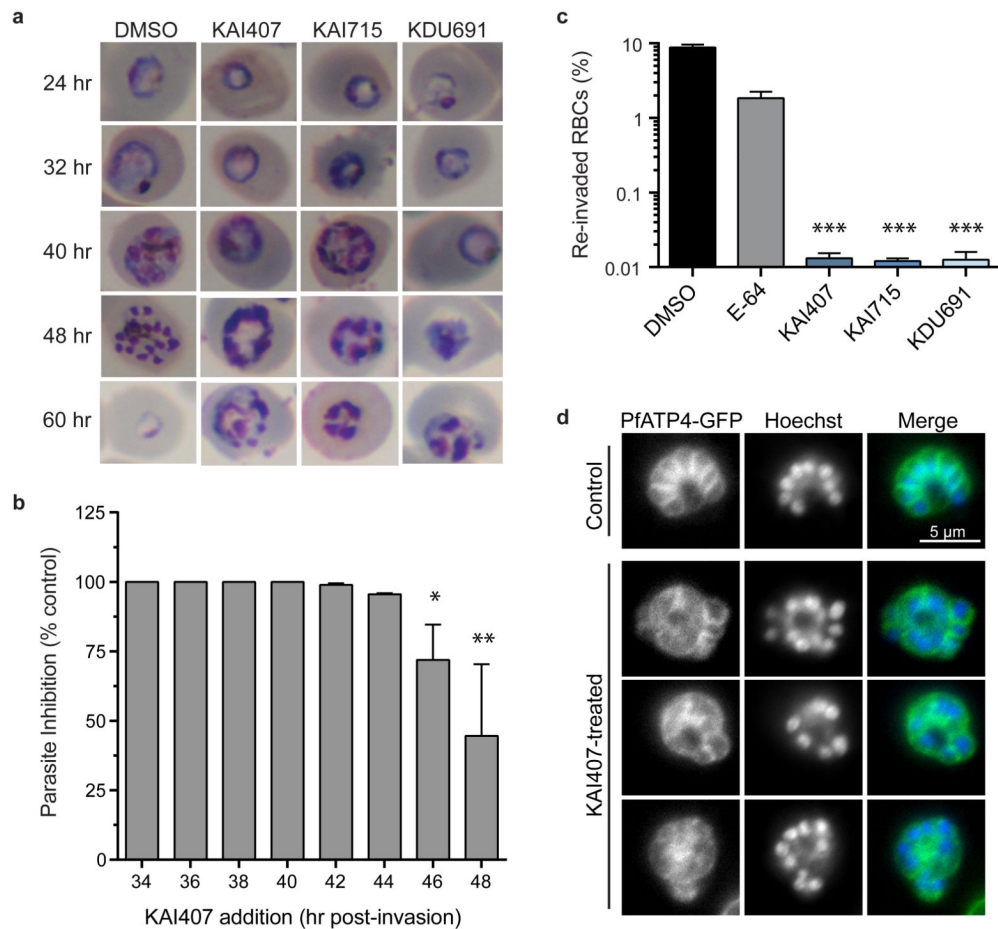 a
DMSO KAI407 KAI715 KDU691
24 hr
32 hr
40 hr
48 hr
60 hr
b
Parasite Inhibition (% control)
125
100
75
50
25
0
*
**
34 36 38 40 42 44 46 48
KAI407 addition (hr post-invasion)
c
Re-invaded RBCs (%)
10
1
0.1
0.01
*** *** ***
DMSO E-64 KAI407 KAI715 KDU691
d
PfATP4-GFP Hoechst Merge
Control
5 µm
KAI407-treated